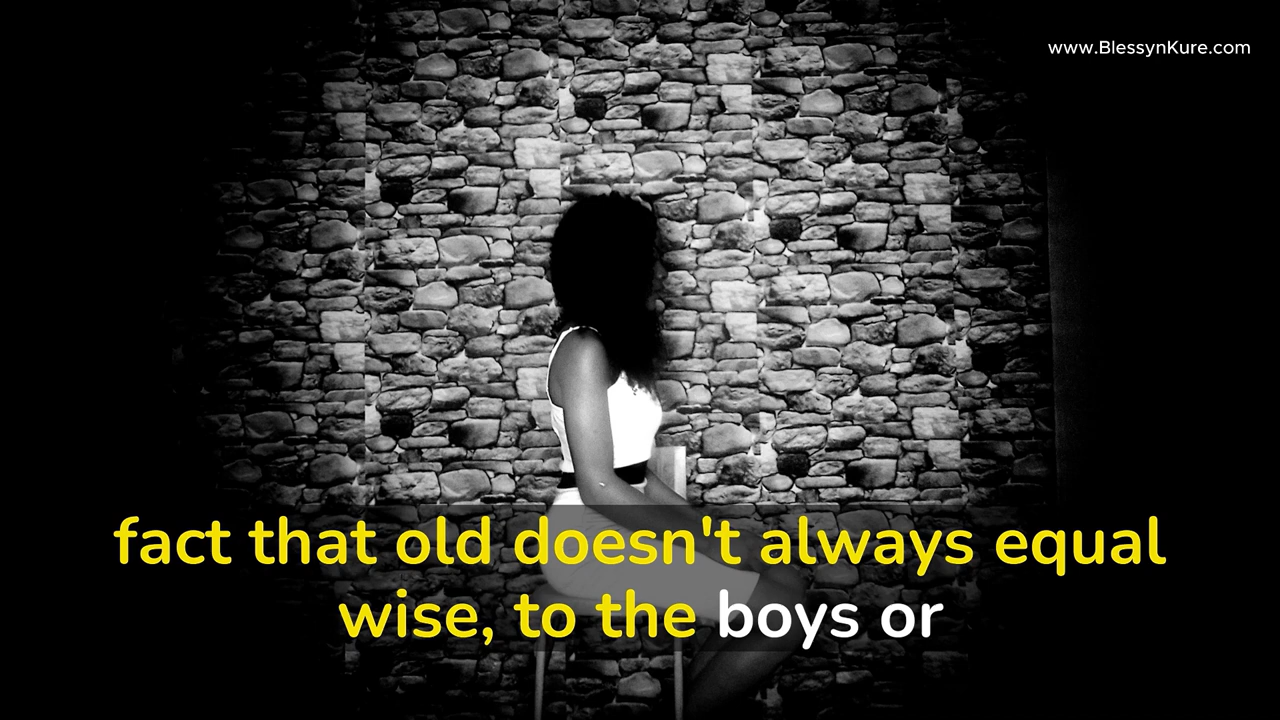 www.BlessynKure.com
fact that old doesn't always equal
wise, to the boys or